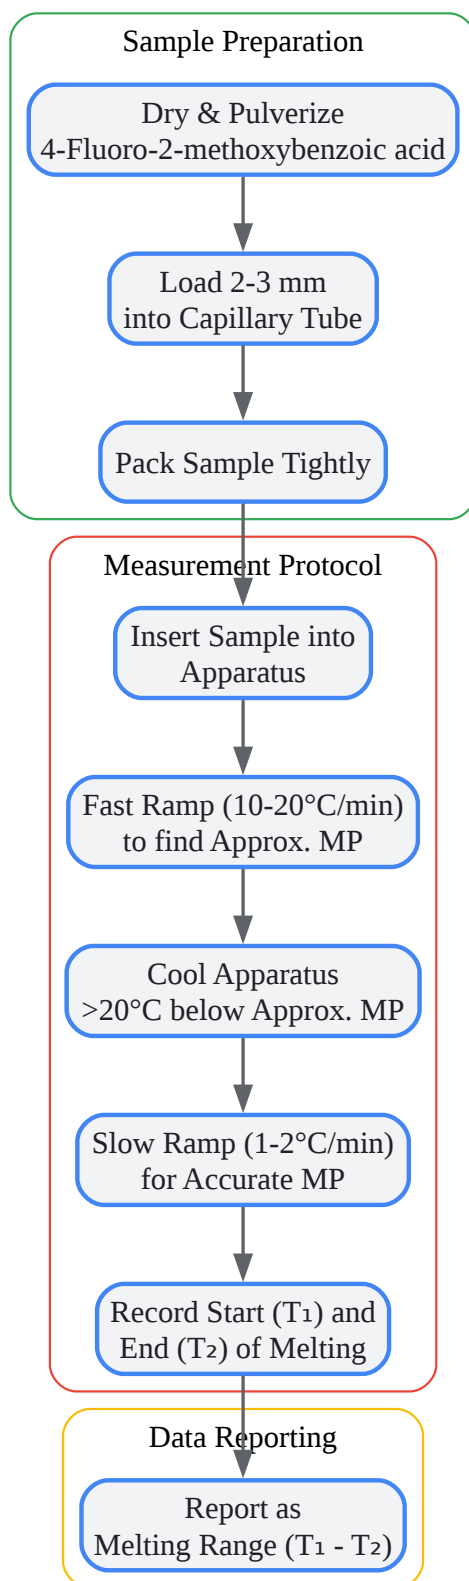 Sample Preparation
Dry & Pulverize
4-Fluoro-2-methoxybenzoic acid
Load 2-3 mm
into Capillary Tube
Pack Sample Tightly
Measurement Protocol
Insert Sample into
Apparatus
Fast Ramp (10-20°C/min)
to find Approx. MP
Cool Apparatus
>20°C below Approx. MP
Slow Ramp (1-2°C/min)
for Accurate MP
Record Start (T₁) and
End (T₂) of Melting
Data Reporting
Report as
Melting Range (T₁ - T₂)